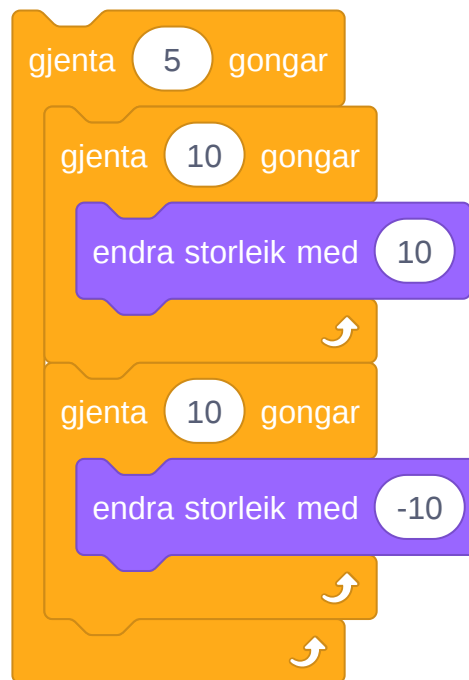 gjenta 5 gongar
gjenta 10 gongar
endra storleik med 10
gjenta 10 gongar
endra storleik med -10